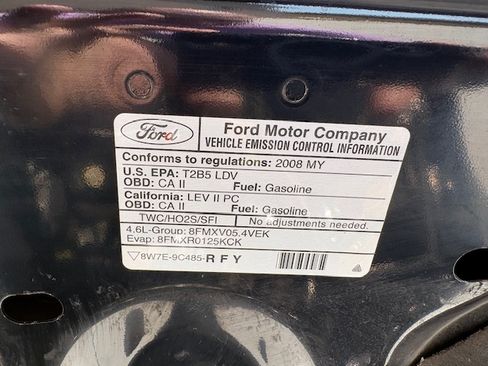 Ford
Ford Motor Company
VEHICLE EMISSION CONTROL INFORMATION
Conforms to regulations: 2008 MY
U.S. EPA: T2B5 LDV
OBD: CA II Fuel: Gasoline
California: LEV II PC
OBD: CA II Fuel: Gasoline
TWC/HO2S/SFI No adjustments needed.
4.6L-Group: 8FMXV05.4VEK
Evap: 8FMXR0125KCK
▽8W7E-9C485-RFY